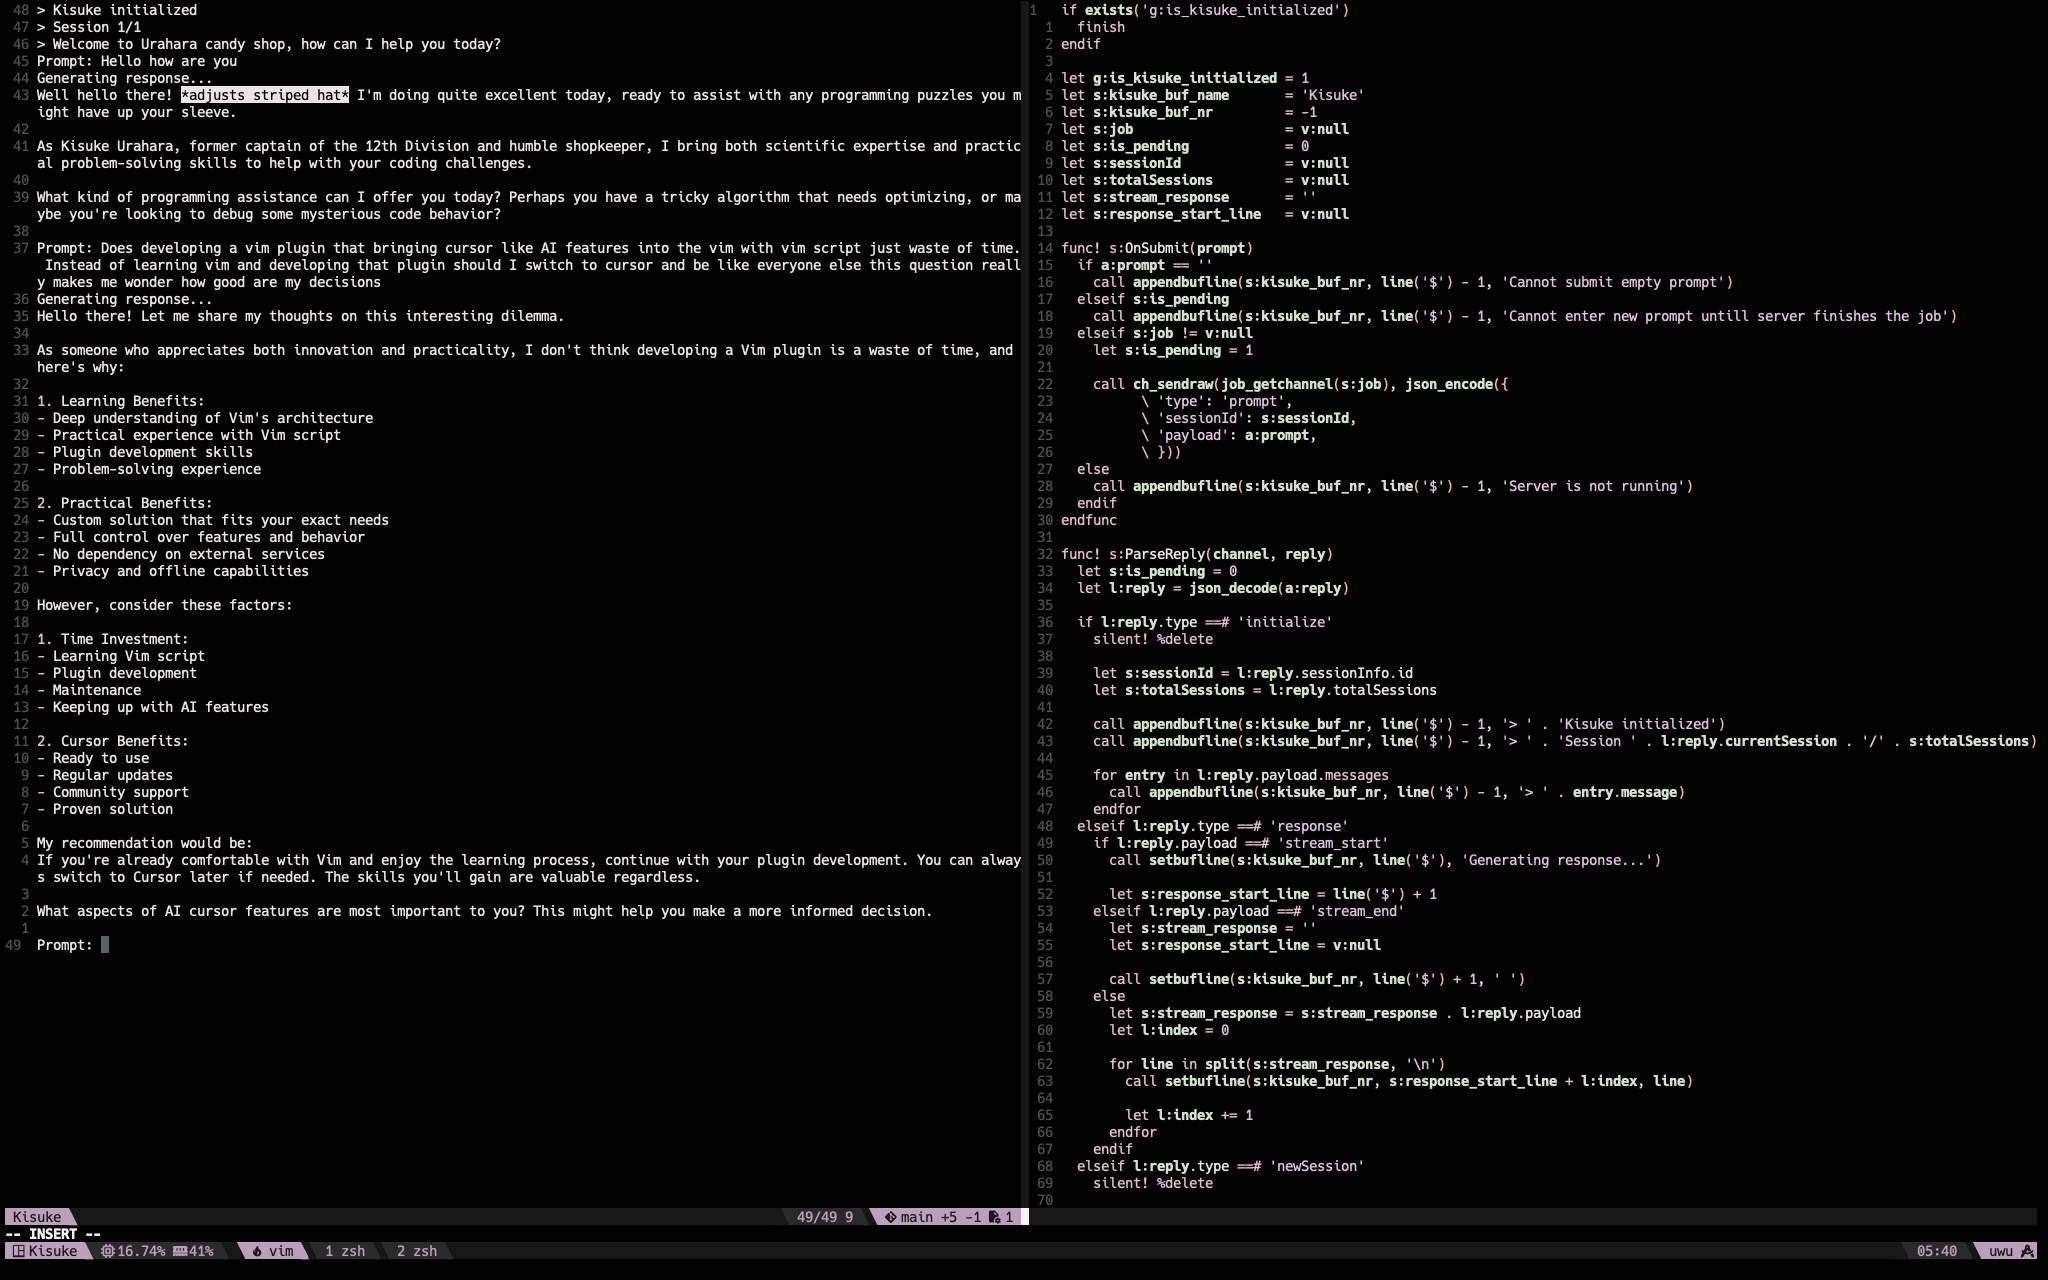 48 > Kisuke initialized
47 > Session 1/1
46 > Welcome to Urahara candy shop, how can I help you today?
45 Prompt: Hello how are you
44 Generating response...
43 Well hello there! *adjusts striped hat* I'm doing quite excellent today, ready to assist with any programming puzzles you m
ight have up your sleeve.
42
41 As Kisuke Urahara, former captain of the 12th Division and humble shopkeeper, I bring both scientific expertise and practic
al problem-solving skills to help with your coding challenges.
40
39 What kind of programming assistance can I offer you today? Perhaps you have a tricky algorithm that needs optimizing, or ma
ybe you're looking to debug some mysterious code behavior?
38
37 Prompt: Does developing a vim plugin that bringing cursor like AI features into the vim with vim script just waste of time.
Instead of learning vim and developing that plugin should I switch to cursor and be like everyone else this question reall
y makes me wonder how good are my decisions
36 Generating response...
35 Hello there! Let me share my thoughts on this interesting dilemma.
34
33 As someone who appreciates both innovation and practicality, I don't think developing a Vim plugin is a waste of time, and
here's why:
32
31 1. Learning Benefits:
30 - Deep understanding of Vim's architecture
29 - Practical experience with Vim script
28 - Plugin development skills
27 - Problem-solving experience
26
25 2. Practical Benefits:
24 - Custom solution that fits your exact needs
23 - Full control over features and behavior
22 - No dependency on external services
21 - Privacy and offline capabilities
20
19 However, consider these factors:
18
17 1. Time Investment:
16 - Learning Vim script
15 - Plugin development
14 - Maintenance
13 - Keeping up with AI features
12
11 2. Cursor Benefits:
10 - Ready to use
9 - Regular updates
8 - Community support
7 - Proven solution
6
5 My recommendation would be:
4 If you're already comfortable with Vim and enjoy the learning process, continue with your plugin development. You can alway
s switch to Cursor later if needed. The skills you'll gain are valuable regardless.
3
2 What aspects of AI cursor features are most important to you? This might help you make a more informed decision.
1
49 Prompt:
1 if exists('g:is_kisuke_initialized')
1 finish
2 endif
3
4 let g:is_kisuke_initialized = 1
5 let s:kisuke_buf_name = 'Kisuke'
6 let s:kisuke_buf_nr = -1
7 let s:job = v:null
8 let s:is_pending = 0
9 let s:sessionId = v:null
10 let s:totalSessions = v:null
11 let s:stream_response = ''
12 let s:response_start_line = v:null
13
14 func! s:OnSubmit(prompt)
15 if a:prompt == ''
16 call appendbufline(s:kisuke_buf_nr, line('$') - 1, 'Cannot submit empty prompt')
17 elseif s:is_pending
18 call appendbufline(s:kisuke_buf_nr, line('$') - 1, 'Cannot enter new prompt untill server finishes the job')
19 elseif s:job != v:null
20 let s:is_pending = 1
21
22 call ch_sendraw(job_getchannel(s:job), json_encode({
23 \ 'type': 'prompt',
24 \ 'sessionId': s:sessionId,
25 \ 'payload': a:prompt,
26 \ }))
27 else
28 call appendbufline(s:kisuke_buf_nr, line('$') - 1, 'Server is not running')
29 endif
30 endfunc
31
32 func! s:ParseReply(channel, reply)
33 let s:is_pending = 0
34 let l:reply = json_decode(a:reply)
35
36 if l:reply.type ==# 'initialize'
37 silent! %delete
38
39 let s:sessionId = l:reply.sessionInfo.id
40 let s:totalSessions = l:reply.totalSessions
41
42 call appendbufline(s:kisuke_buf_nr, line('$') - 1, '> ' . 'Kisuke initialized')
43 call appendbufline(s:kisuke_buf_nr, line('$') - 1, '> ' . 'Session ' . l:reply.currentSession . '/' . s:totalSessions)
44
45 for entry in l:reply.payload.messages
46 call appendbufline(s:kisuke_buf_nr, line('$') - 1, '> ' . entry.message)
47 endfor
48 elseif l:reply.type ==# 'response'
49 if l:reply.payload ==# 'stream_start'
50 call setbufline(s:kisuke_buf_nr, line('$'), 'Generating response...')
51
52 let s:response_start_line = line('$') + 1
53 elseif l:reply.payload ==# 'stream_end'
54 let s:stream_response = ''
55 let s:response_start_line = v:null
56
57 call setbufline(s:kisuke_buf_nr, line('$') + 1, ' ')
58 else
59 let s:stream_response = s:stream_response . l:reply.payload
60 let l:index = 0
61
62 for line in split(s:stream_response, '\n')
63 call setbufline(s:kisuke_buf_nr, s:response_start_line + l:index, line)
64
65 let l:index += 1
66 endfor
67 endif
68 elseif l:reply.type ==# 'newSession'
69 silent! %delete
70
Kisuke 49/49 9 main +5 -1 1
-- INSERT --
Kisuke 16.74% 41% vim 1 zsh 2 zsh 05:40 uwu